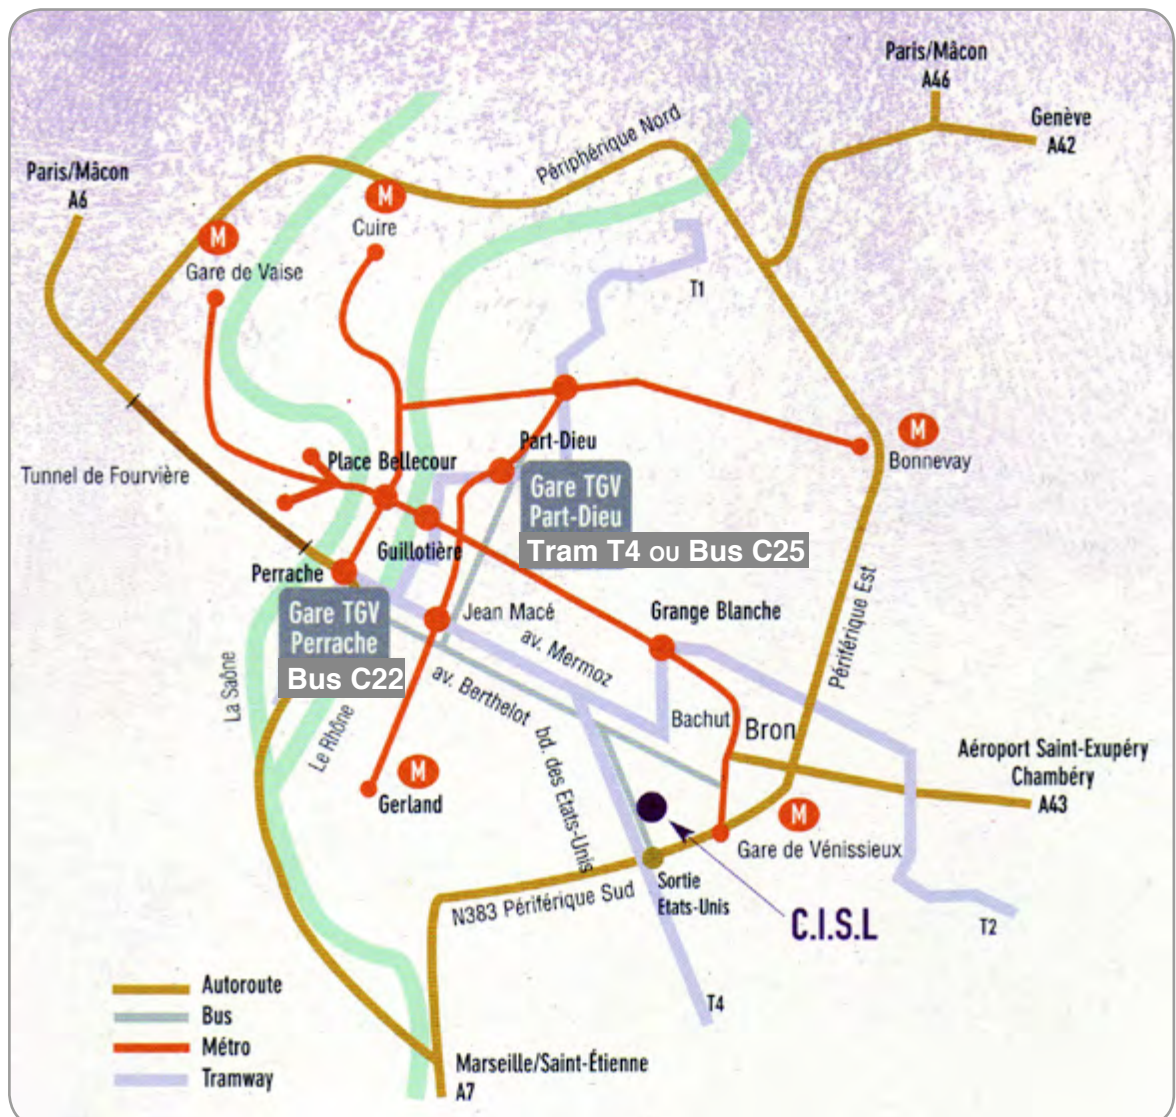 Paris/Mâcon
A46
Genève
A42
Périphérique Nord
Paris/Mâcon
A6
M
Cuire
M
Gare de Vaise
T1
M
Bonnevay
Part-Dieu
Place Bellecour
Tunnel de Fourvière
Gare TGV
Part-Dieu
Tram T4 ou Bus C25
Guillotière
Perrache
Gare TGV
Perrache
Bus C22
Jean Macé
Grange Blanche
Périférique Est
av. Mermoz
av. Berthelot
La Saône
Le Rhône
Bachut
Bron
bd. des Etats-Unis
Aéroport Saint-Exupéry
Chambéry
A43
M
Gerland
M
Gare de Vénissieux
N383 Périférique Sud
Sortie
Etats-Unis
C.I.S.L
T2
T4
Autoroute
Bus
Métro
Tramway
Marseille/Saint-Étienne
A7